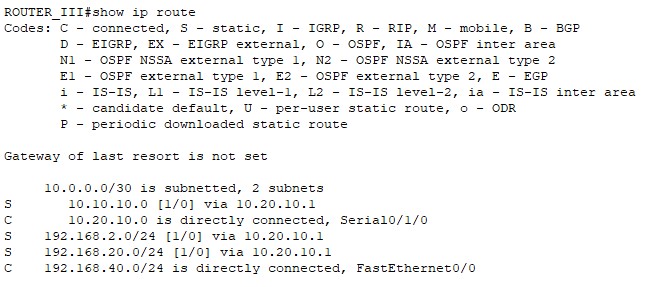 ROUTER_III#show ip route
Codes: C - connected, S - static, I - IGRP, R - RIP, M - mobile, B - BGP
D - EIGRP, EX - EIGRP external, O - OSPF, IA - OSPF inter area
N1 - OSPF NSSA external type 1, N2 - OSPF NSSA external type 2
E1 - OSPF external type 1, E2 - OSPF external type 2, E - EGP
i - IS-IS, L1 - IS-IS level-1, L2 - IS-IS level-2, ia - IS-IS inter area
* - candidate default, U - per-user static route, o - ODR
P - periodic downloaded static route
Gateway of last resort is not set
10.0.0.0/30 is subnetted, 2 subnets
S 10.10.10.0 [1/0] via 10.20.10.1
C 10.20.10.0 is directly connected, Serial0/1/0
S 192.168.2.0/24 [1/0] via 10.20.10.1
S 192.168.20.0/24 [1/0] via 10.20.10.1
C 192.168.40.0/24 is directly connected, FastEthernet0/0